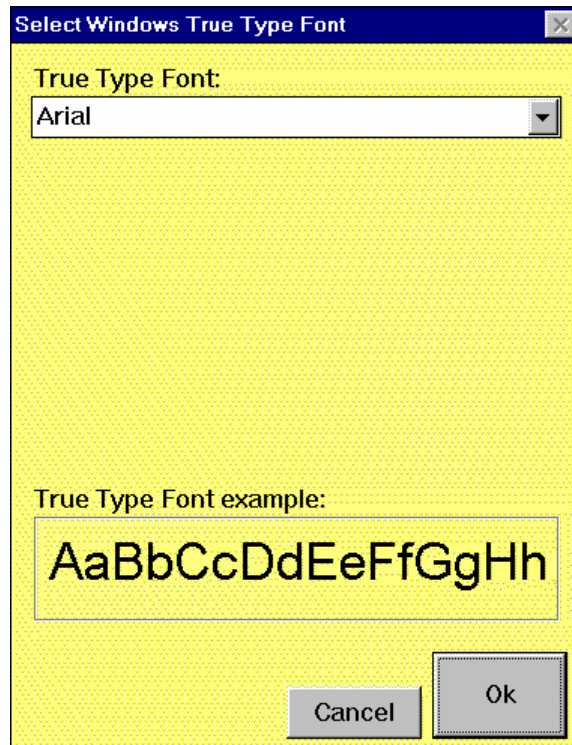 Select Windows True Type Font
True Type Font:
Arial
True Type Font example:
AaBbCcDdEeFfGgHh
Cancel
Ok